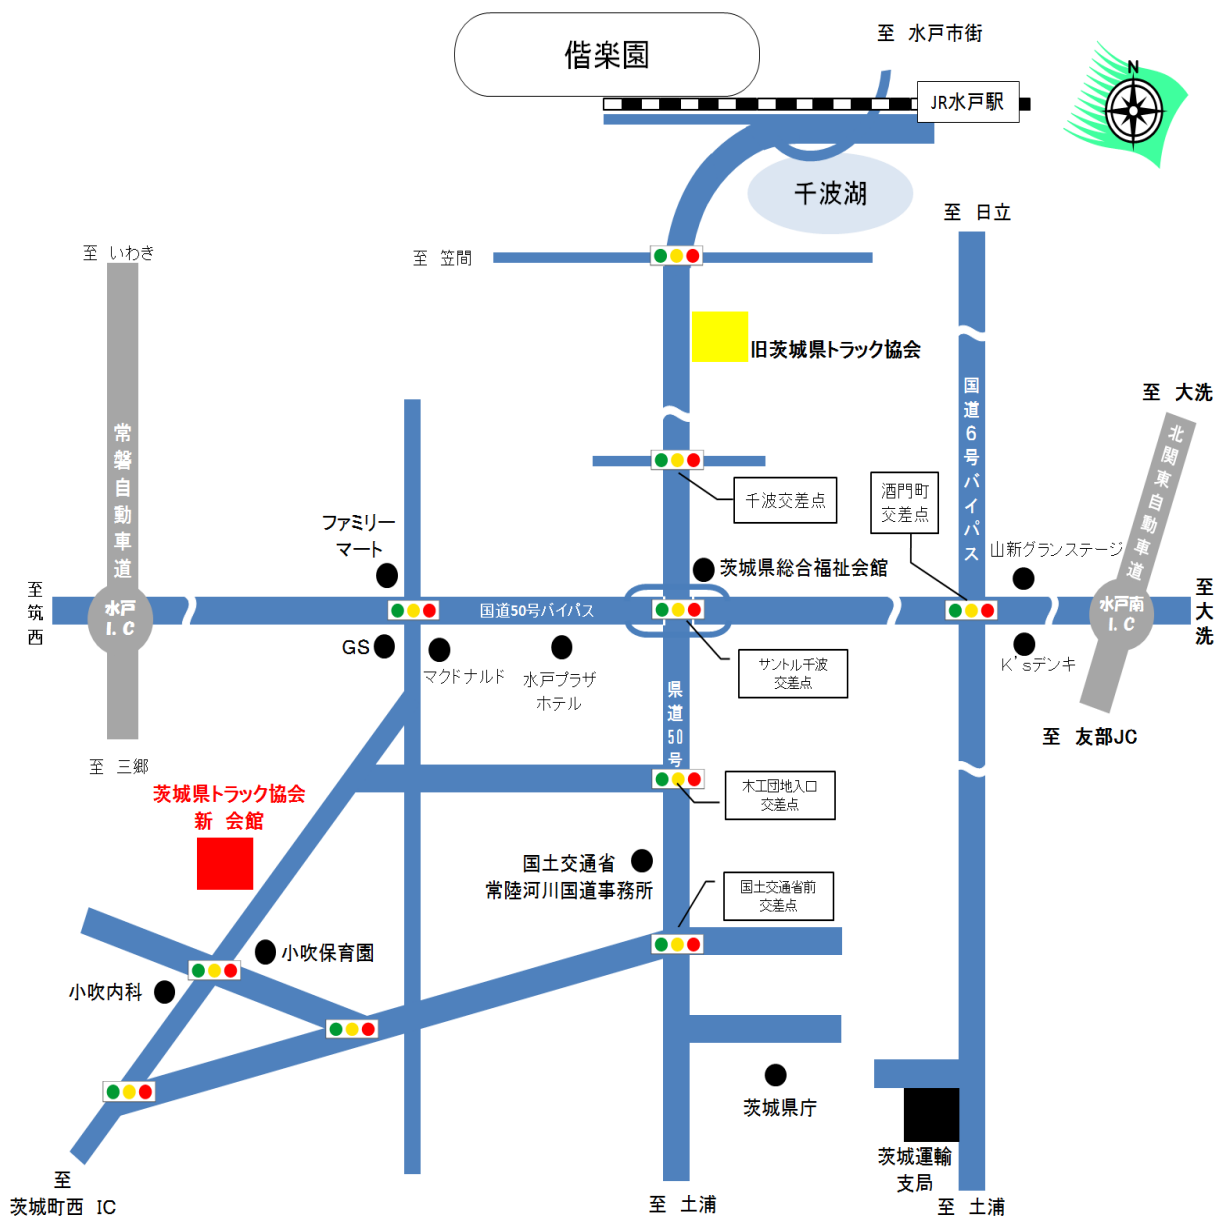 至 水戸市街
偕楽園
N
JR水戸駅
千波湖
至 日立
至 いわき
至 笠間
旧茨城県トラック協会
国道6号バイパス
至 大洗
北関東自動車道
常磐自動車道
千波交差点
酒門町
交差点
ファミリー
マート
山新グランステージ
茨城県総合福祉会館
至筑西
水戸
I.C
国道50号バイパス
水戸南
I.C
至大洗
GS
マクドナルド
水戸プラザ
ホテル
サントル千波
交差点
K'sデンキ
県道50号
至 友部JC
至 三郷
茨城県トラック協会
新 会館
木工団地入口
交差点
国土交通省
常陸河川国道事務所
国土交通省前
交差点
小吹保育園
小吹内科
茨城県庁
茨城運輸
支局
至
茨城町西 IC
至 土浦
至 土浦